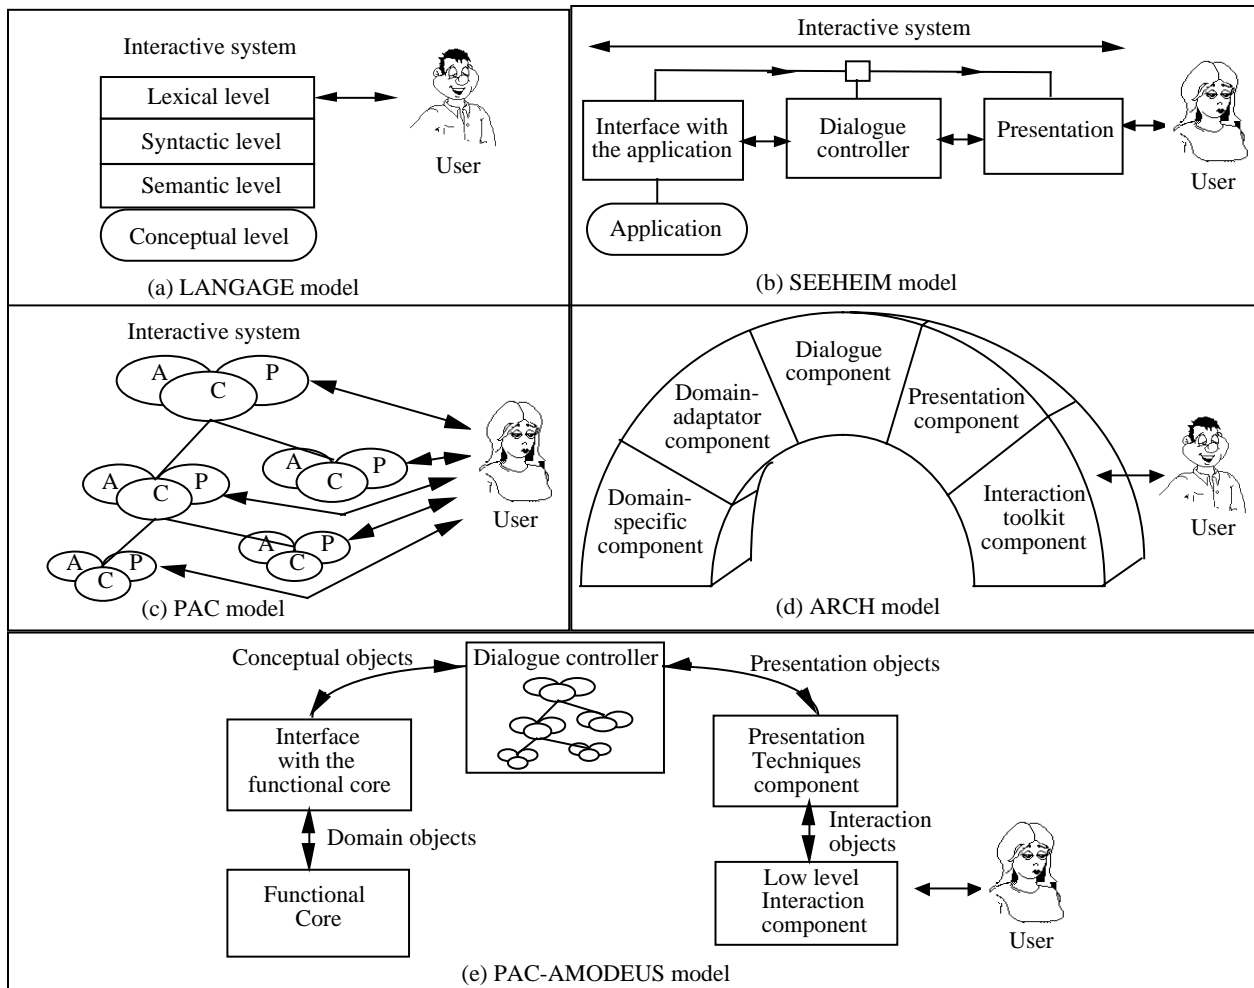 Interactive system
Lexical level
Syntactic level
Semantic level
Conceptual level
User
(a) LANGAGE model
Interactive system
Interface with
the application
Dialogue
controller
Presentation
Application
User
(b) SEEHEIM model
Interactive system
A
C
P
A
C
P
A
C
P
A
C
P
A
C
P
User
(c) PAC model
Dialogue
component
Domain-
adaptator
component
Presentation
component
Domain-
specific
component
Interaction
toolkit
component
User
(d) ARCH model
Conceptual objects
Dialogue controller
Presentation objects
Interface
with the
functional core
Presentation
Techniques
component
Domain objects
Interaction
objects
Functional
Core
Low level
Interaction
component
User
(e) PAC-AMODEUS model